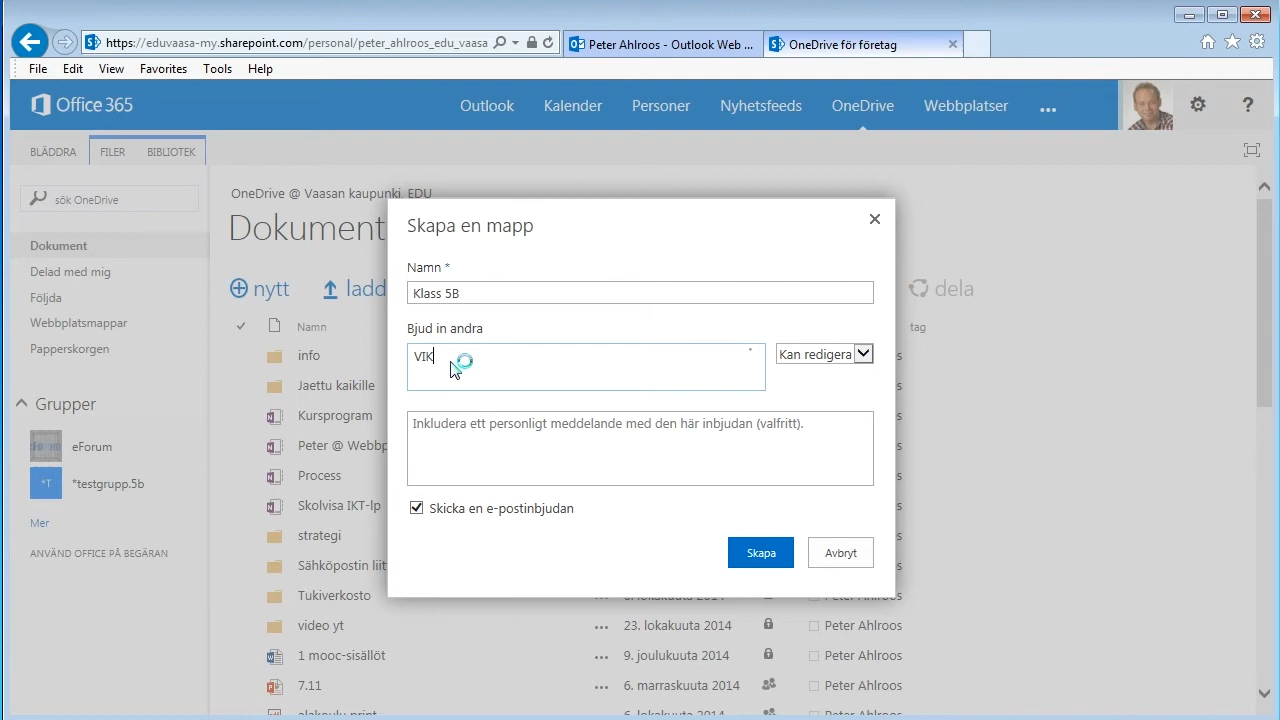 https://eduvaasa-my.sharepoint.com/personal/peter_ahlroos_edu_vaasa
Peter Ahlroos - Outlook Web ...
OneDrive för företag
File Edit View Favorites Tools Help
Office 365
Outlook Kalender Personer Nyhetsfeeds OneDrive Webbplatser ...
?
BLÄDDRA FILER BIBLIOTEK
sök OneDrive
Dokument
Delad med mig
Följda
Webbplatsmappar
Papperskorgen
Grupper
eForum
*T *testgrupp.5b
Mer
ANVÄND OFFICE PÅ BEGÄRAN
OneDrive @ Vaasan kaupunki, EDU
Dokument
nytt ladd dela
Namn tag
info
Jaettu kaikille
Kursprogram
Peter @ Webbp
Process
Skolvisa IKT-lp
strategi
Sähköpostin liitt
Tukiverkosto ... Peter Ahlroos
video yt ... 23. lokakuuta 2014 Peter Ahlroos
1 mooc-sisällöt ... 9. joulukuuta 2014 Peter Ahlroos
7.11 ... 6. marraskuuta 2014 Peter Ahlroos
Skapa en mapp
Namn *
Klass 5B
Bjud in andra
VIK
Kan redigera
Inkludera ett personligt meddelande med den här inbjudan (valfritt).
Skicka en e-postinbjudan
Skapa Avbryt